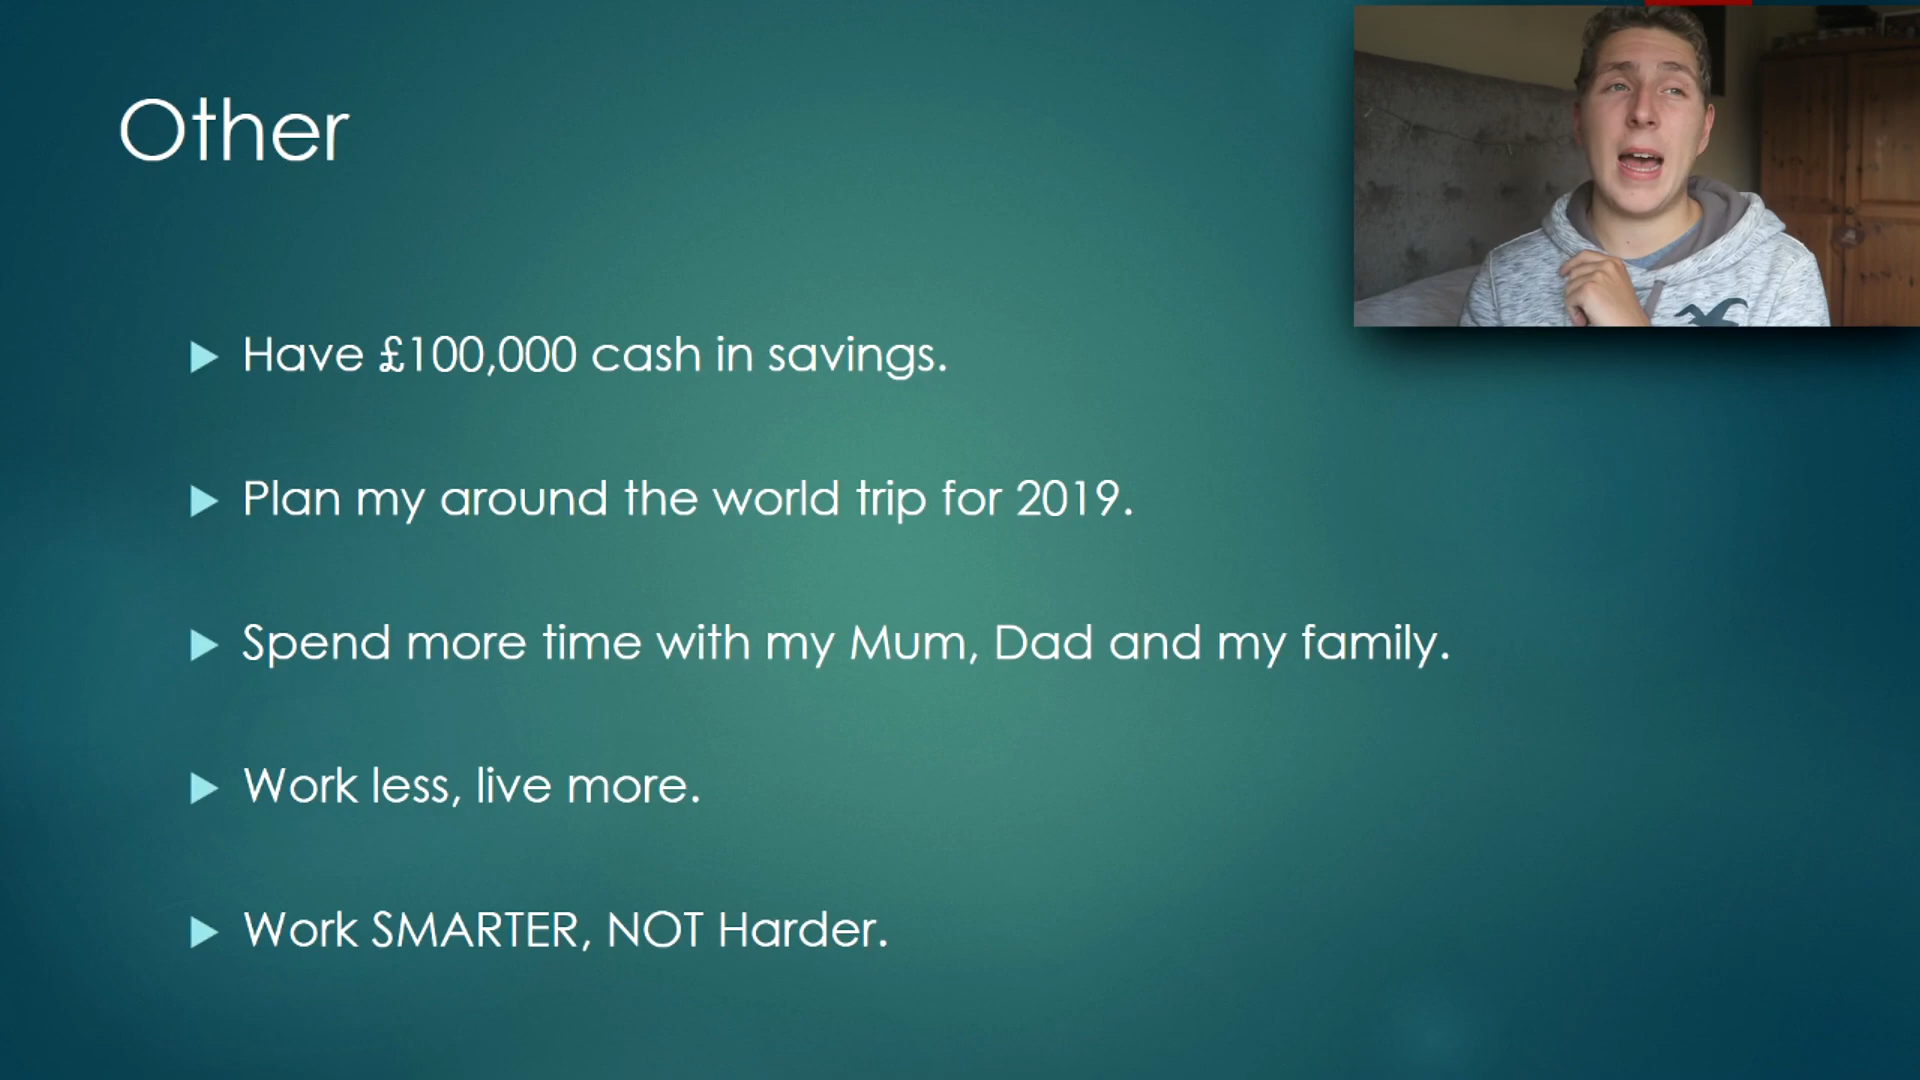 Other
Have £100,000 cash in savings.
Plan my around the world trip for 2019.
Spend more time with my Mum, Dad and my family.
Work less, live more.
Work SMARTER, NOT Harder.